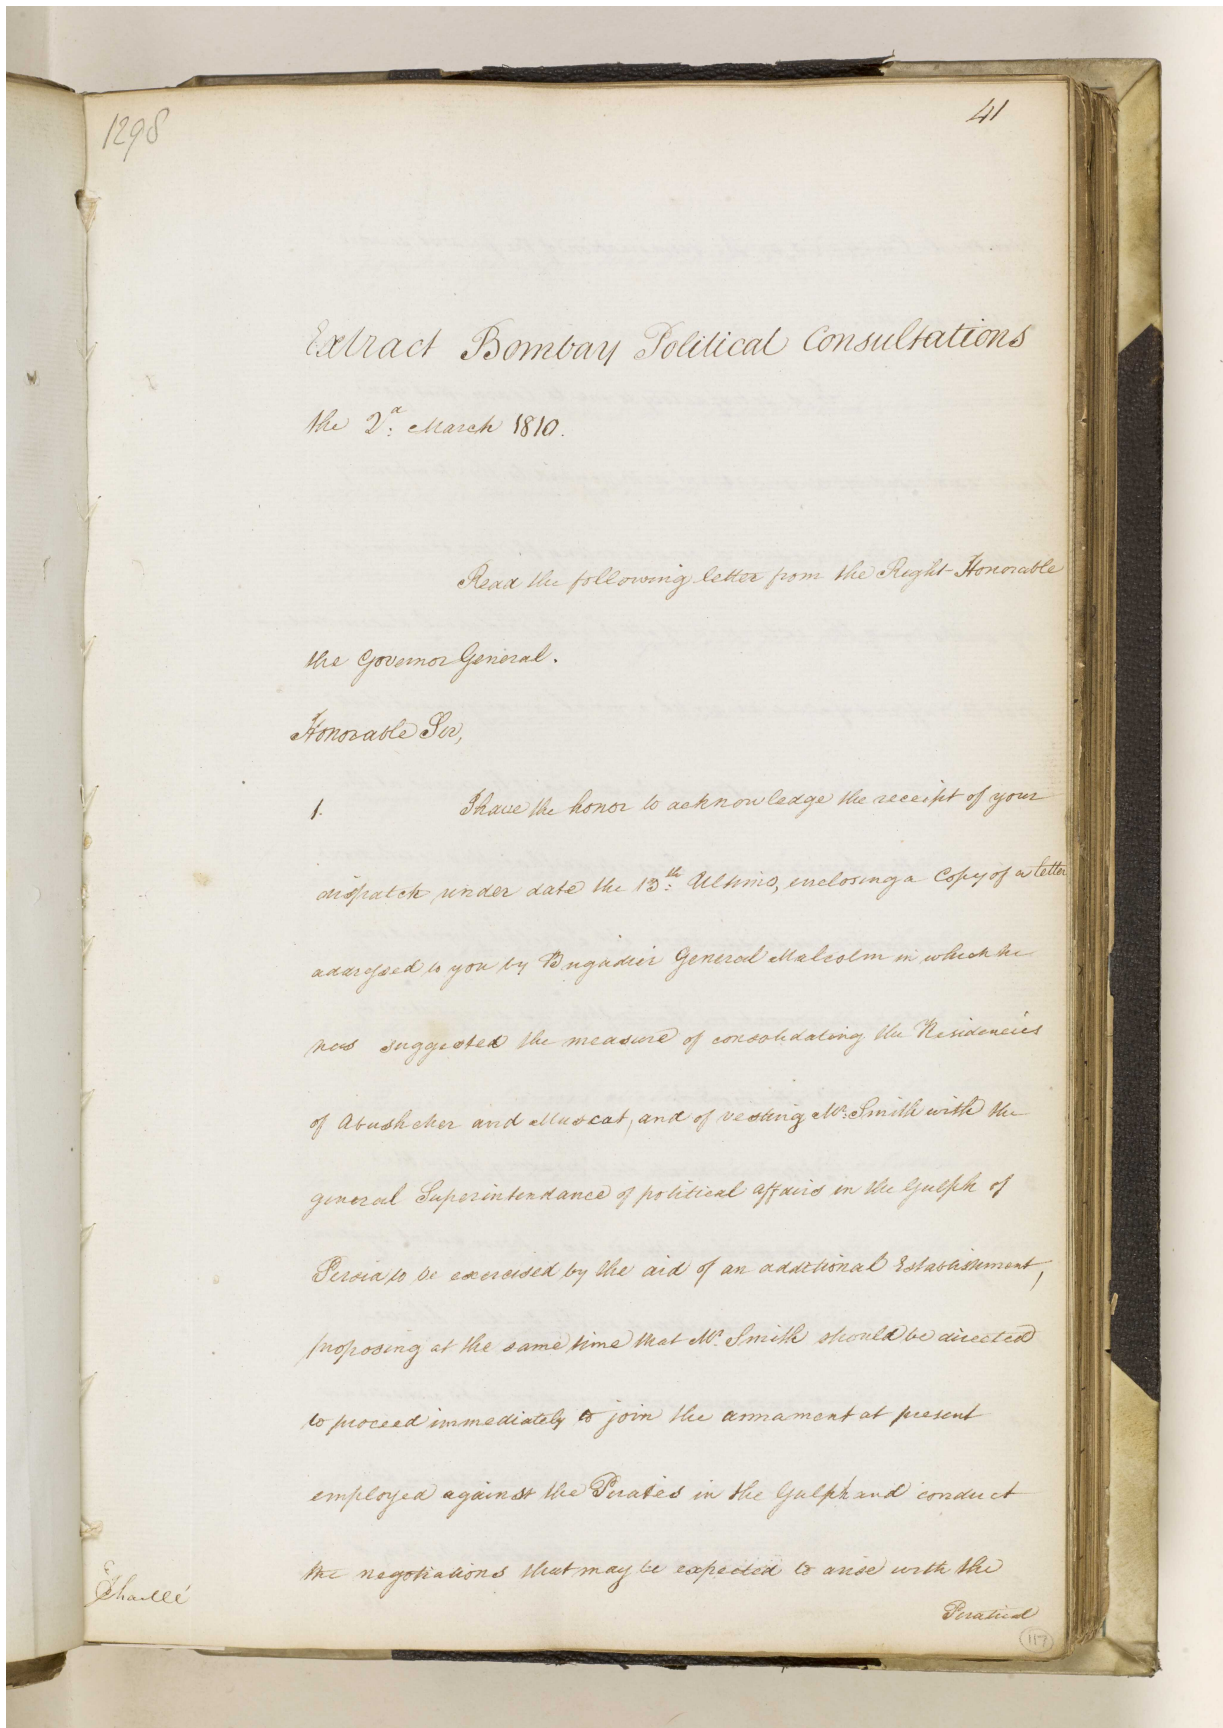 1298
41
Extract Bombay Political Consultations
the 2.d March 1810.
Read the following letter from the Right Honorable
the Governor General.
Honorable Sir,
1. I have the honor to acknowledge the receipt of your
dispatch under date the 13.th Ultimo, enclosing a Copy of a letter
addressed to you by Brigadier General Malcolm in which he
has suggested the measure of consolidating the Residencies
of Abusheher and Muscat, and of vesting Mr. Smith with the
general Superintendance of political affairs in the Gulph of
Persia to be exercised by the aid of an additional Establishment,
proposing at the same time that Mr. Smith should be directed
to proceed immediately to join the armament at present
employed against the Pirates in the Gulph and conduct
the negotiations that may be expected to arise with the
Piratical
117